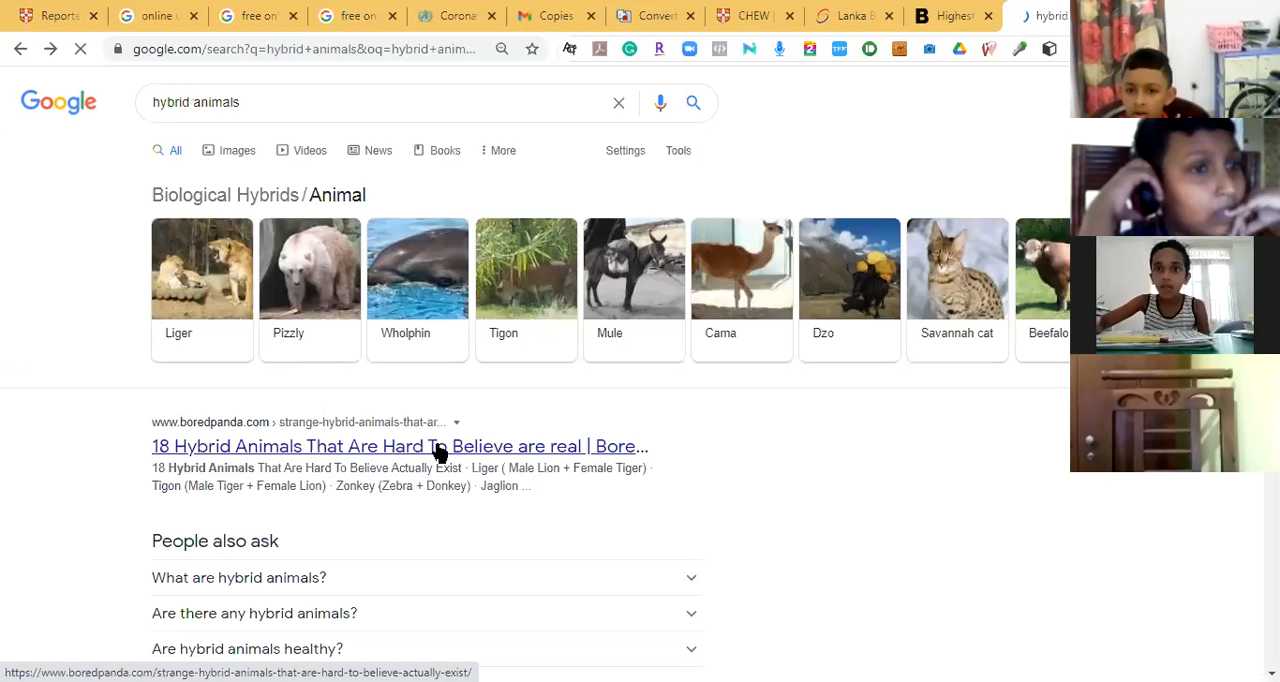 Reporte
online u
free on
free on
Corona
Copies
Convert
CHEW |
Lanka B
Highest
hybrid
google.com/search?q=hybrid+animals&oq=hybrid+anim...
Google
hybrid animals
All
Images
Videos
News
Books
More
Settings
Tools
Biological Hybrids / Animal
Liger
Pizzly
Wholphin
Tigon
Mule
Cama
Dzo
Savannah cat
Beefalo
www.boredpanda.com › strange-hybrid-animals-that-ar...
18 Hybrid Animals That Are Hard To Believe are real | Bore...
18 Hybrid Animals That Are Hard To Believe Actually Exist · Liger ( Male Lion + Female Tiger) ·
Tigon (Male Tiger + Female Lion) · Zonkey (Zebra + Donkey) · Jaglion ...
People also ask
What are hybrid animals?
Are there any hybrid animals?
Are hybrid animals healthy?
https://www.boredpanda.com/strange-hybrid-animals-that-are-hard-to-believe-actually-exist/